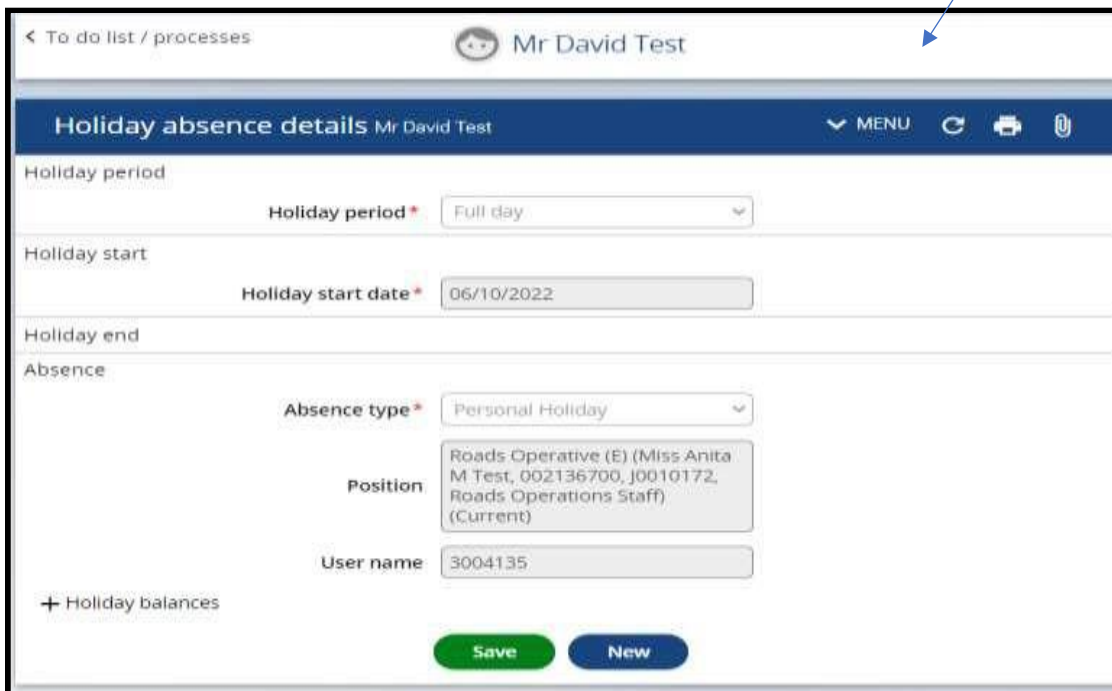 < To do list / processes
Mr David Test
Holiday absence details Mr David Test
MENU
Holiday period
Holiday period*
Full day
Holiday start
Holiday start date*
06/10/2022
Holiday end
Absence
Absence type*
Personal Holiday
Position
Roads Operative (E) (Miss Anita
M Test, 002136700, J0010172,
Roads Operations Staff)
(Current)
User name
3004135
+ Holiday balances
Save
New